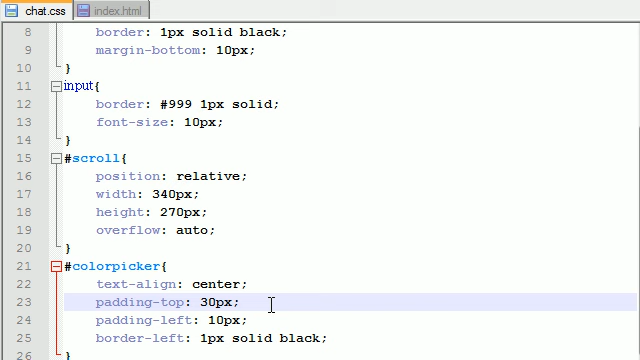 chat.css index.html
8 border: 1px solid black;
9 margin-bottom: 10px;
10 }
11 input{
12 border: #999 1px solid;
13 font-size: 10px;
14 }
15 #scroll{
16 position: relative;
17 width: 340px;
18 height: 270px;
19 overflow: auto;
20 }
21 #colorpicker{
22 text-align: center;
23 padding-top: 30px;
24 padding-left: 10px;
25 border-left: 1px solid black;
26 }